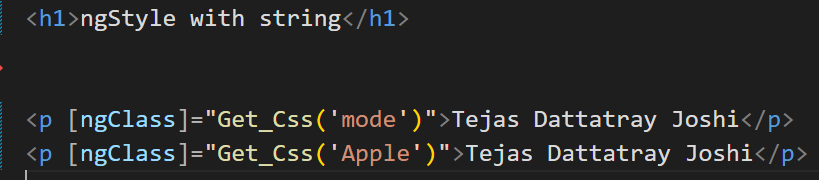 <h1>ngStyle with string</h1>
<p [ngClass]="Get_Css('mode')">Tejas Dattatray Joshi</p>
<p [ngClass]="Get_Css('Apple')">Tejas Dattatray Joshi</p>